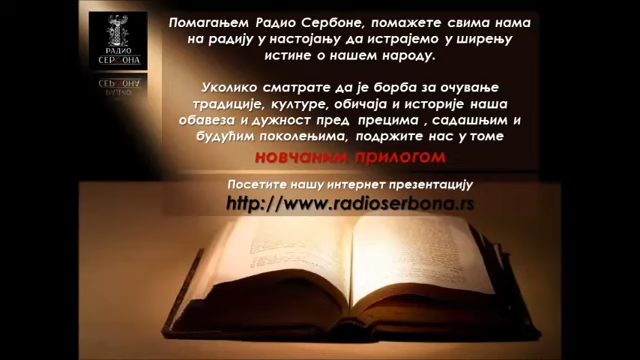 РАДИО
СЕРБОНА
Помагањем Радио Сербоне, помажете свима нама
на радију у настојању да истрајемо у ширењу
истине о нашем народу.
Уколико сматрате да је борба за очување
традиције, културе, обичаја и историје наша
обавеза и дужност пред прецима , садашњим и
будућим поколењима, подржите нас у томе
новчаним прилогом
Посетите нашу интернет презентацију
http://www.radioserbona.rs